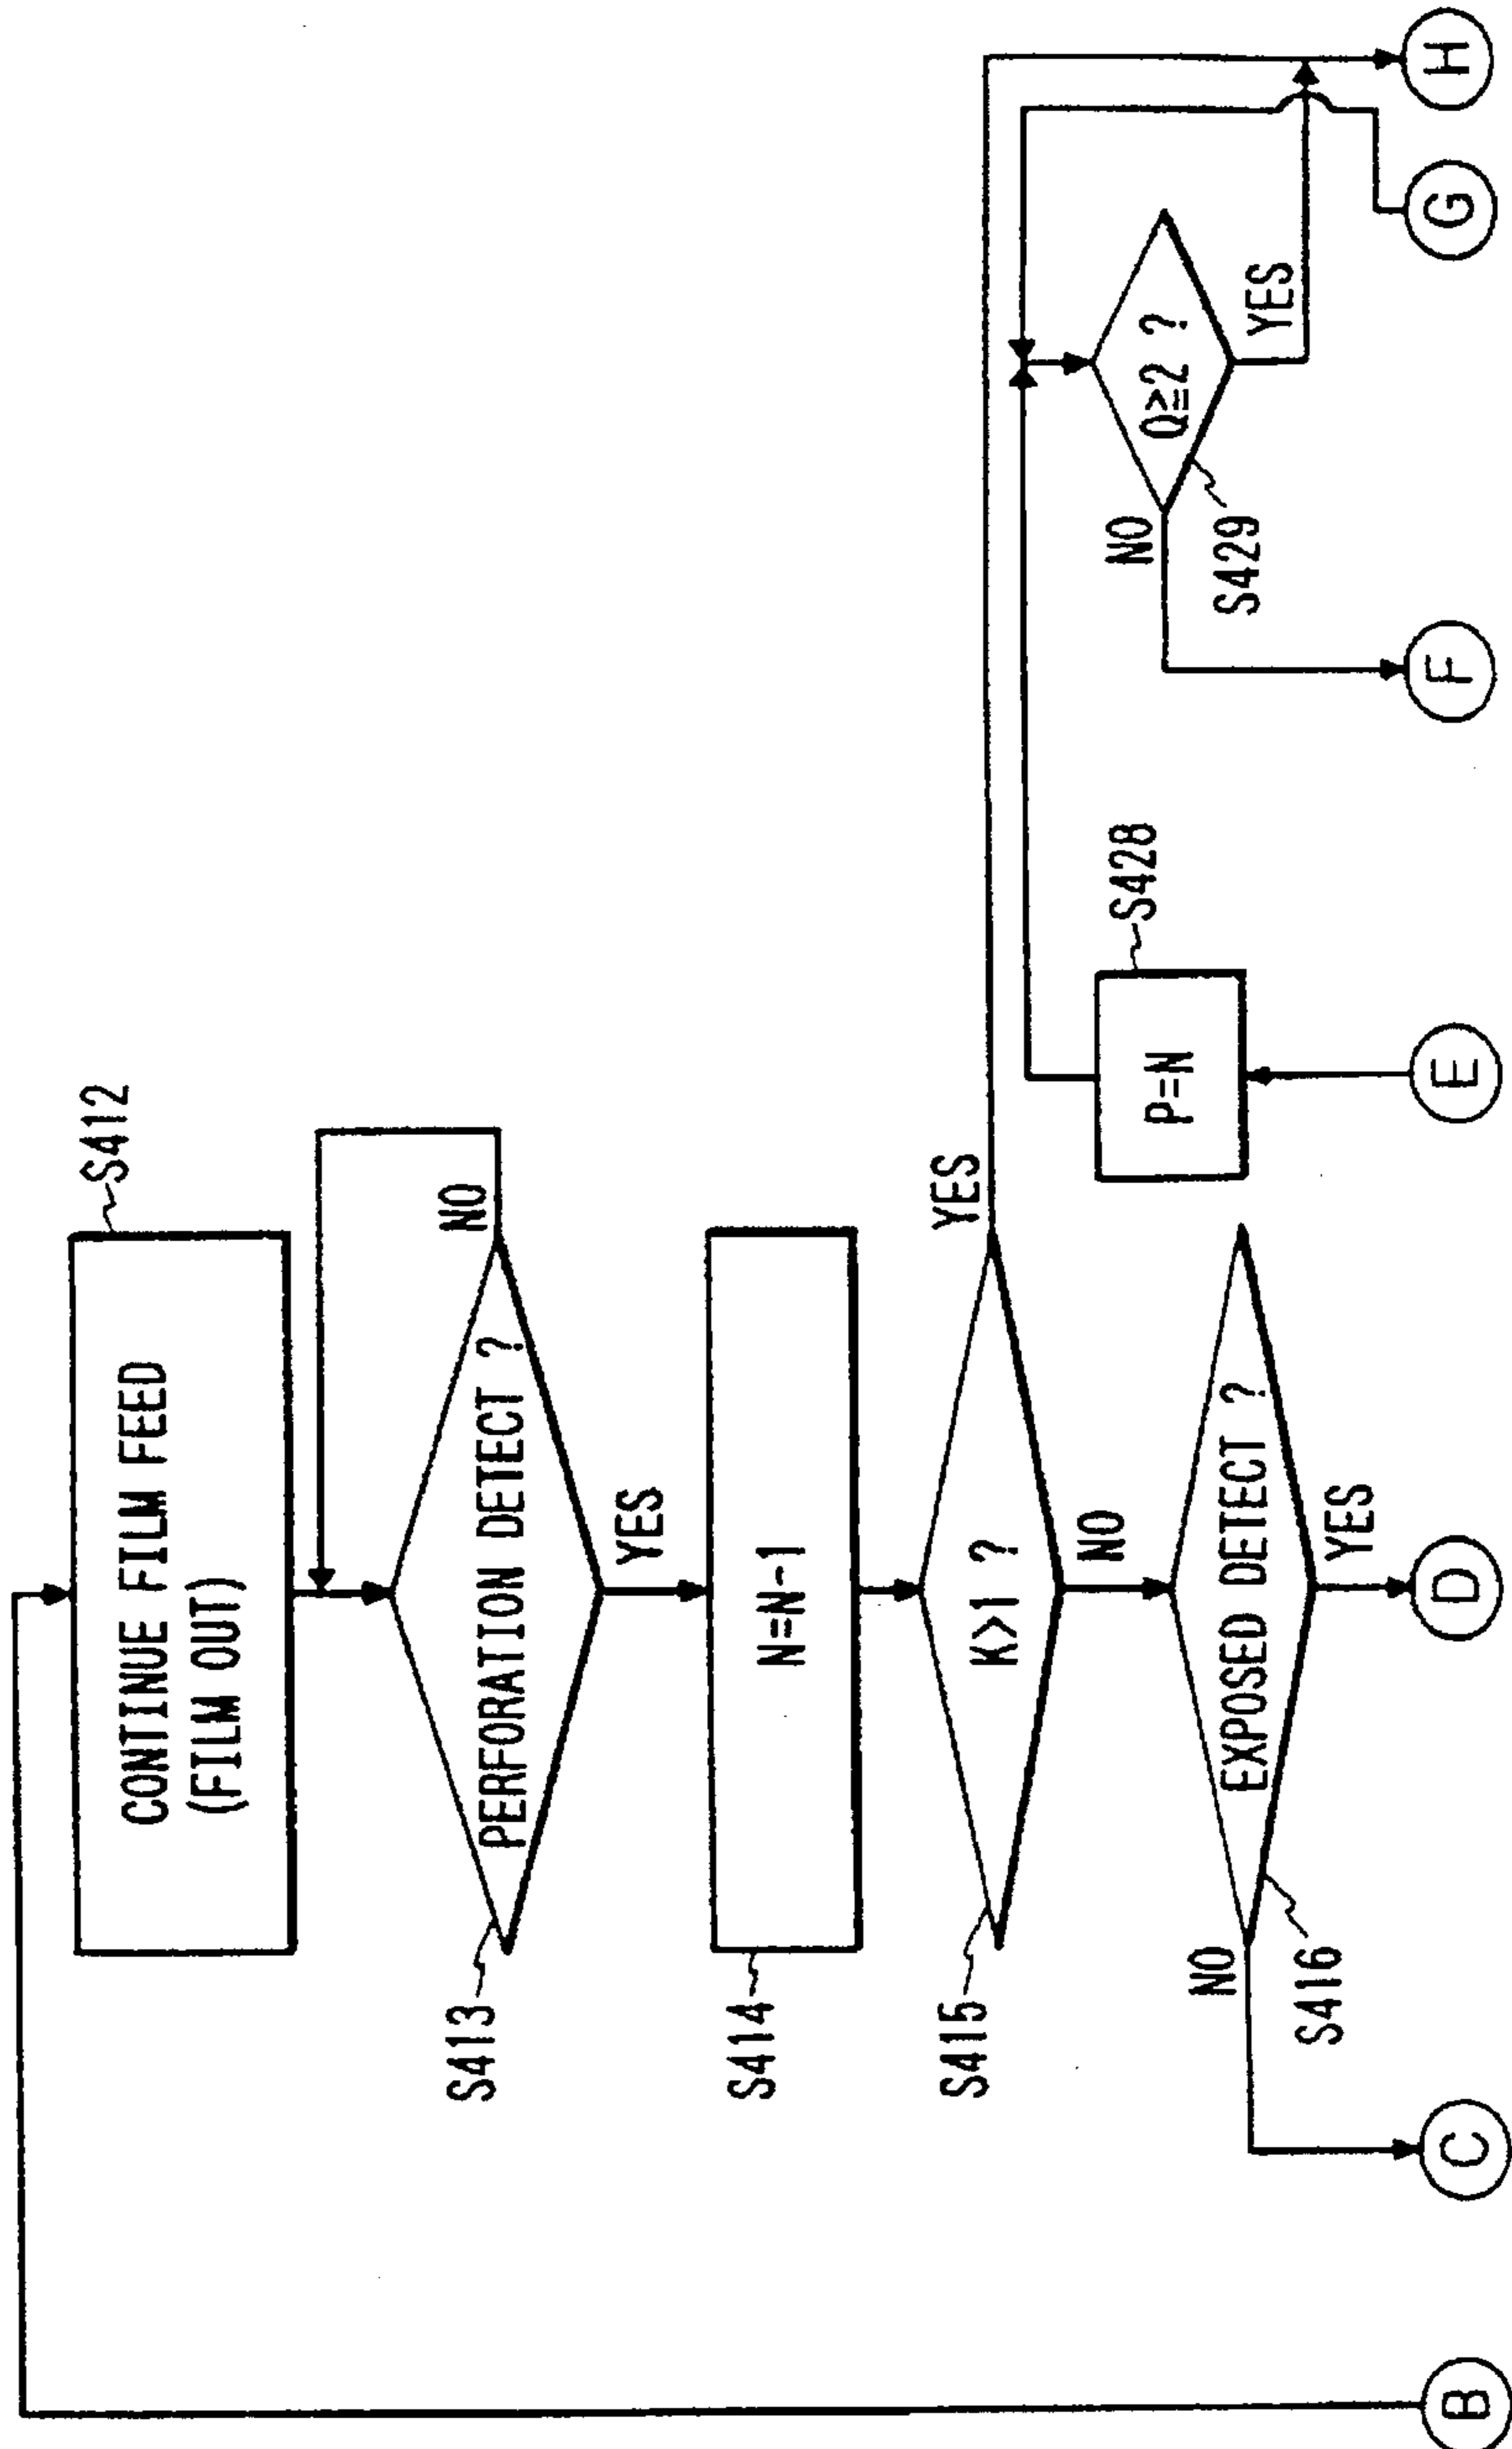 S412
CONTINUE FILM FEED
(FILM OUT)
S413
PERFORATION DETECT ?
NO
YES
S414
N=N-1
S415
K>1 ?
YES
NO
S416
EXPOSED DETECT ?
NO
YES
S428
P=N
Q≧2 ?
NO
S429
YES
B
C
D
E
F
G
H